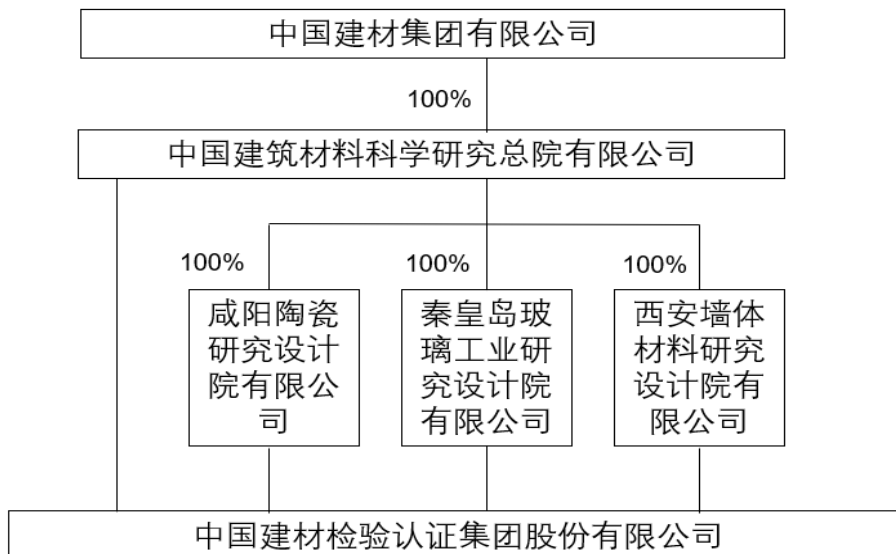 中国建材集团有限公司
100%
中国建筑材料科学研究总院有限公司
100%
100%
100%
咸阳陶瓷
研究设计
院有限公
司
秦皇岛玻
璃工业研
究设计院
有限公司
西安墙体
材料研究
设计院有
限公司
中国建材检验认证集团股份有限公司